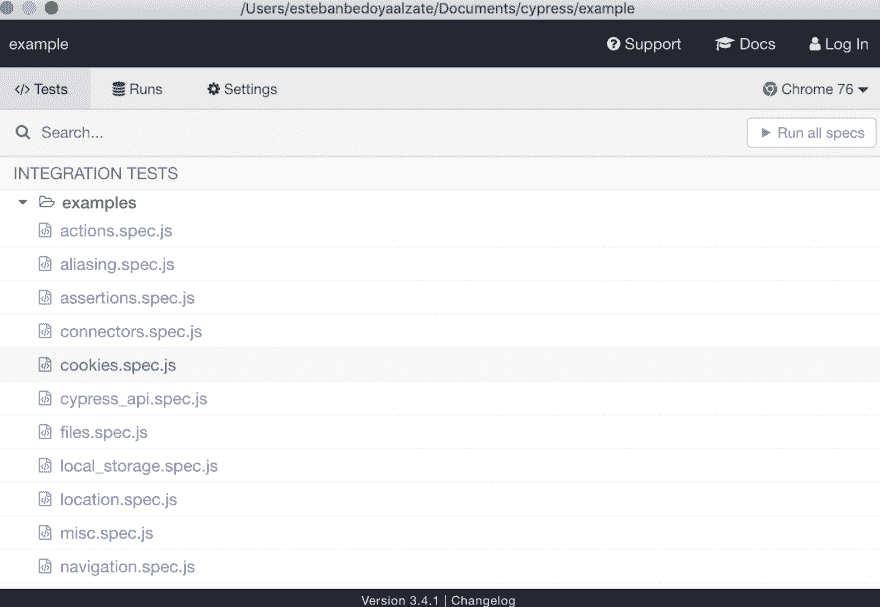 /Users/estebanbedoyaalzate/Documents/cypress/example
example Support Docs Log In
</> Tests Runs Settings Chrome 76
Search... Run all specs
INTEGRATION TESTS
examples
actions.spec.js
aliasing.spec.js
assertions.spec.js
connectors.spec.js
cookies.spec.js
cypress_api.spec.js
files.spec.js
local_storage.spec.js
location.spec.js
misc.spec.js
navigation.spec.js
Version 3.4.1 | Changelog